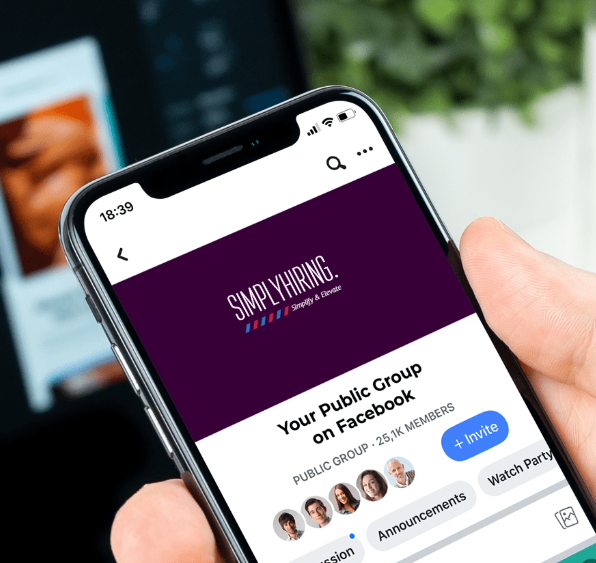 18:39
SIMPLYHIRING.
Simplify & Elevate
Your Public Group
on Facebook
PUBLIC GROUP · 25,1K MEMBERS
+ Invite
ssion
Announcements
Watch Party